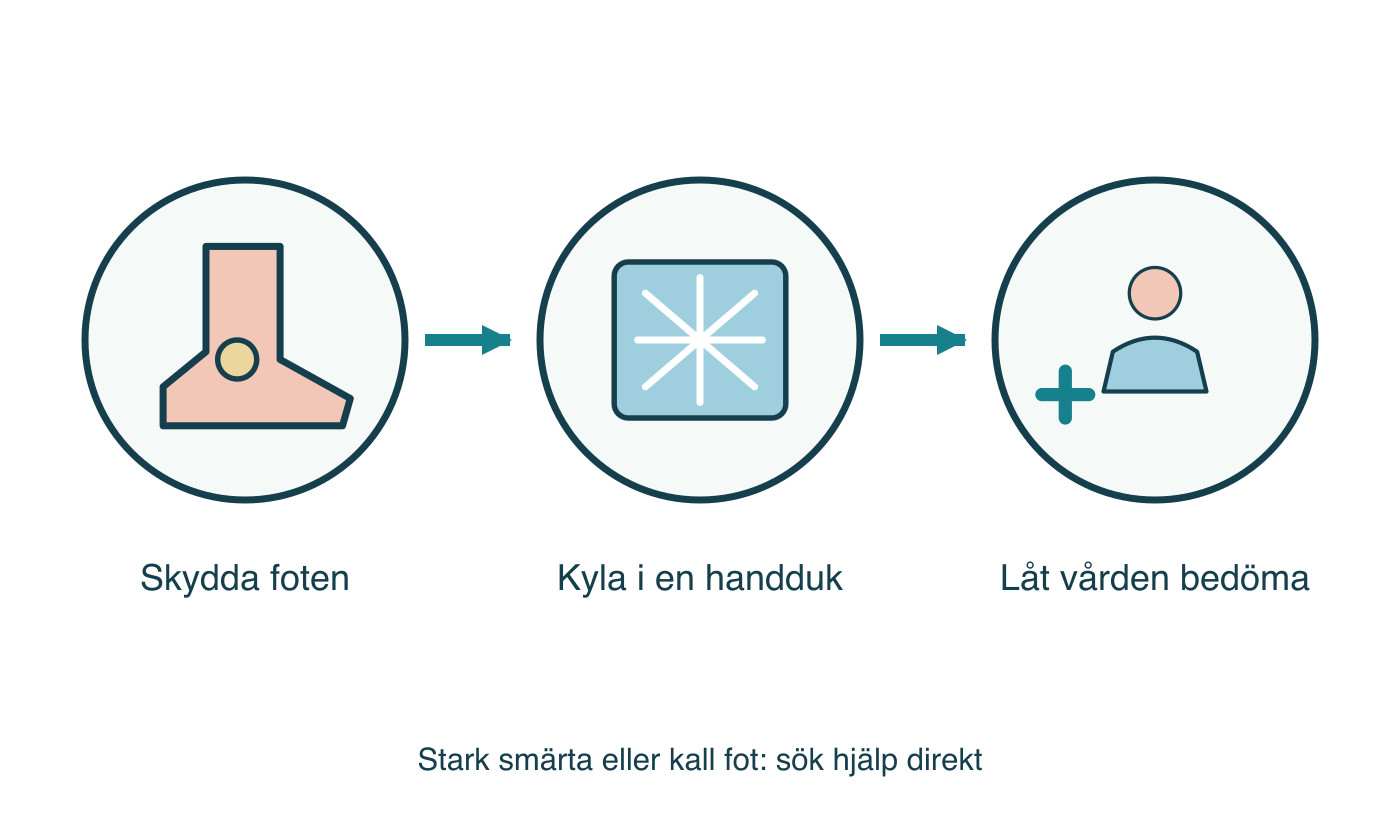 Skydda foten
Kyla i en handduk
Låt vården bedöma
Stark smärta eller kall fot: sök hjälp direkt